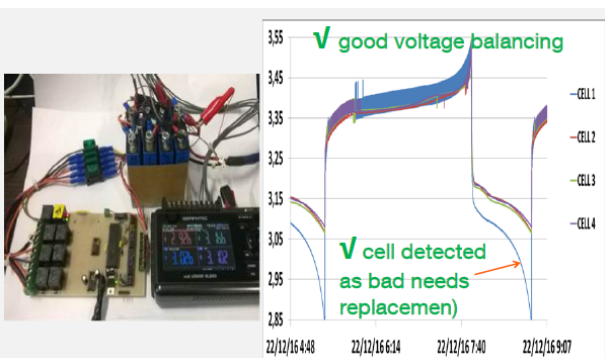 √ good voltage balancing
3,55
3,45
3,35
3,25
3,15
3,05
2,95
2,85
CELL 1
CELL 2
CELL 3
CELL 4
√ cell detected
as bad needs
replacemen)
22/12/16 4:48
22/12/16 6:14
22/12/16 7:40
22/12/16 9:07
GRAPHTEC